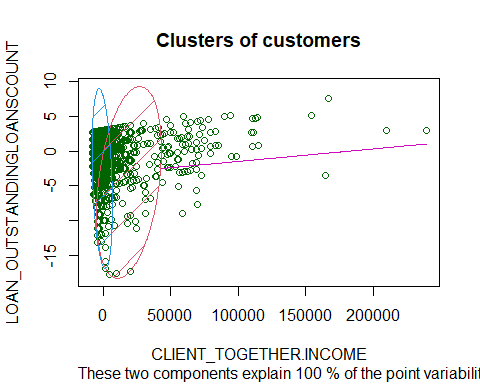 Clusters of customers
LOAN_OUTSTANDINGLOANSCOUNT
10
5
0
-5
-15
0
50000
100000
150000
200000
CLIENT_TOGETHER.INCOME
These two components explain 100 % of the point variabilit